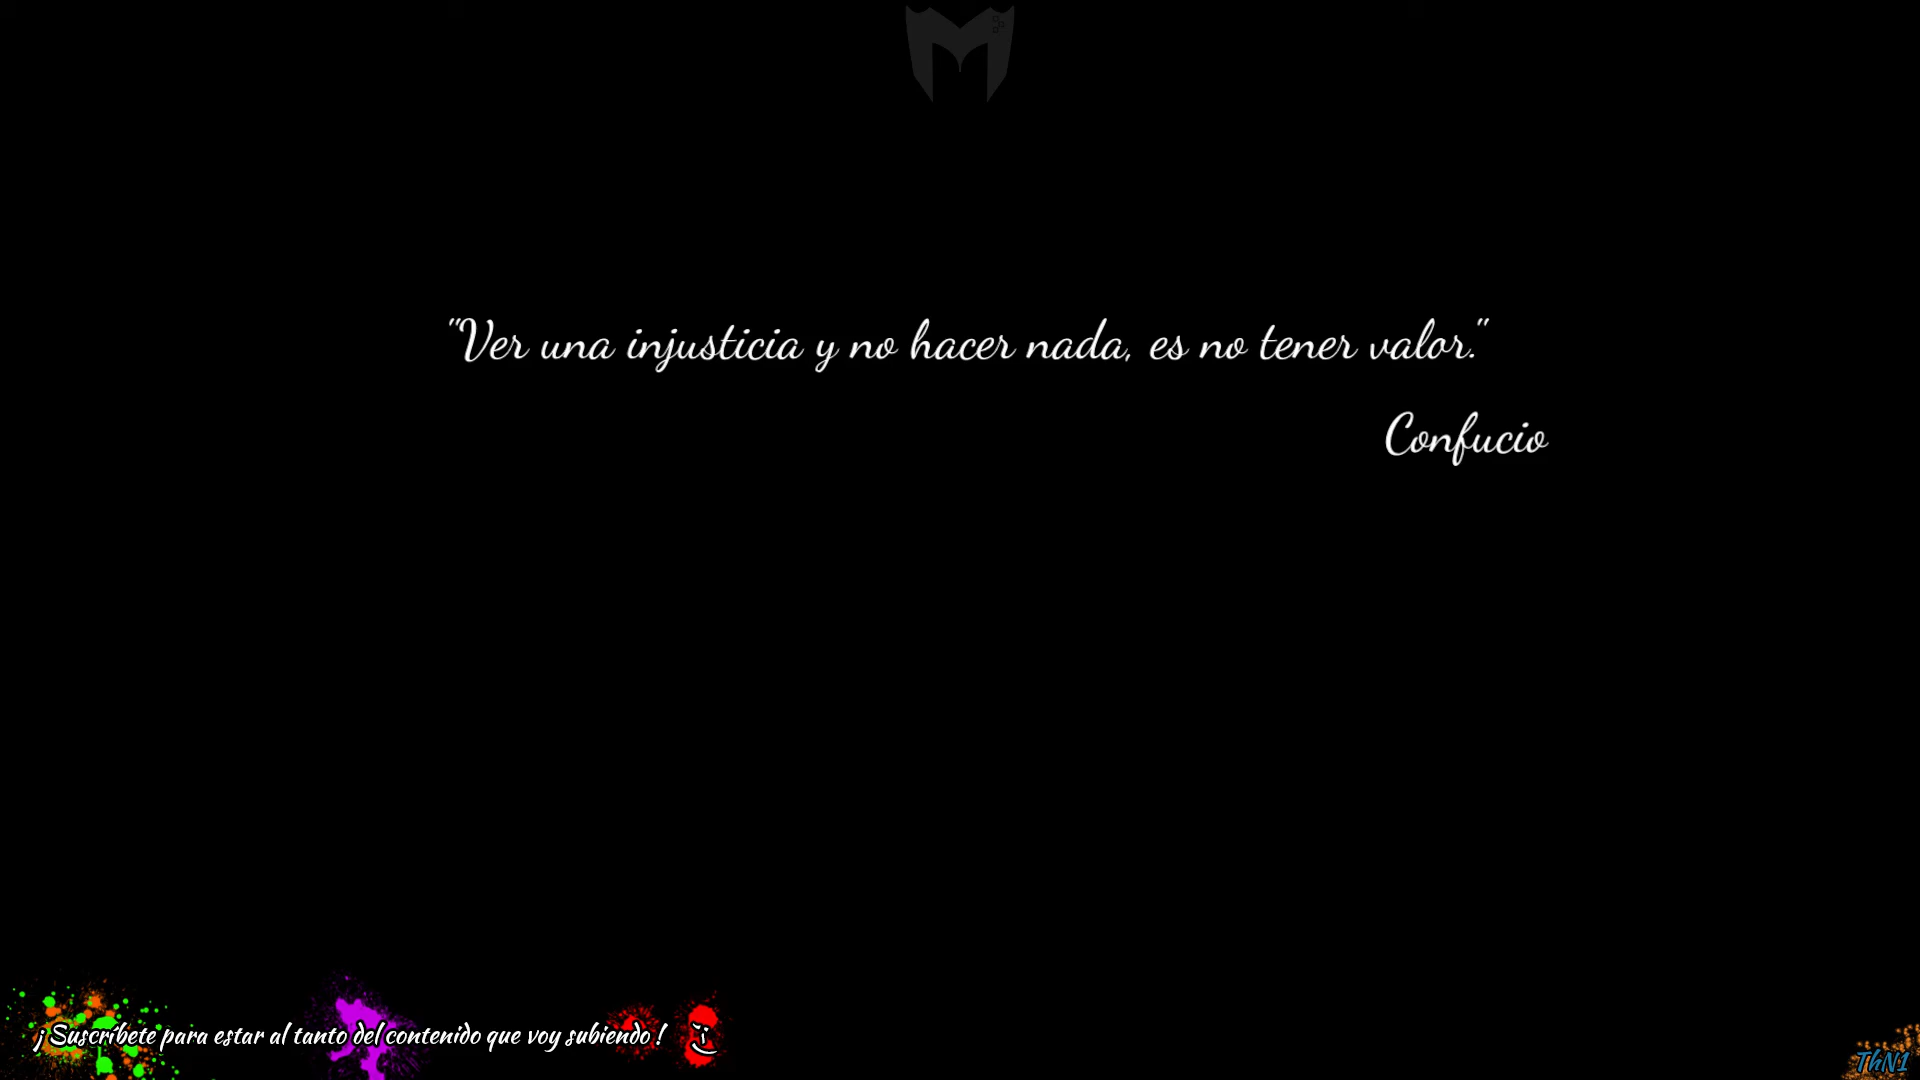 "Ver una injusticia y no hacer nada, es no tener valor."
Confucio
¡ Suscríbete para estar al tanto del contenido que voy subiendo !
ThN1